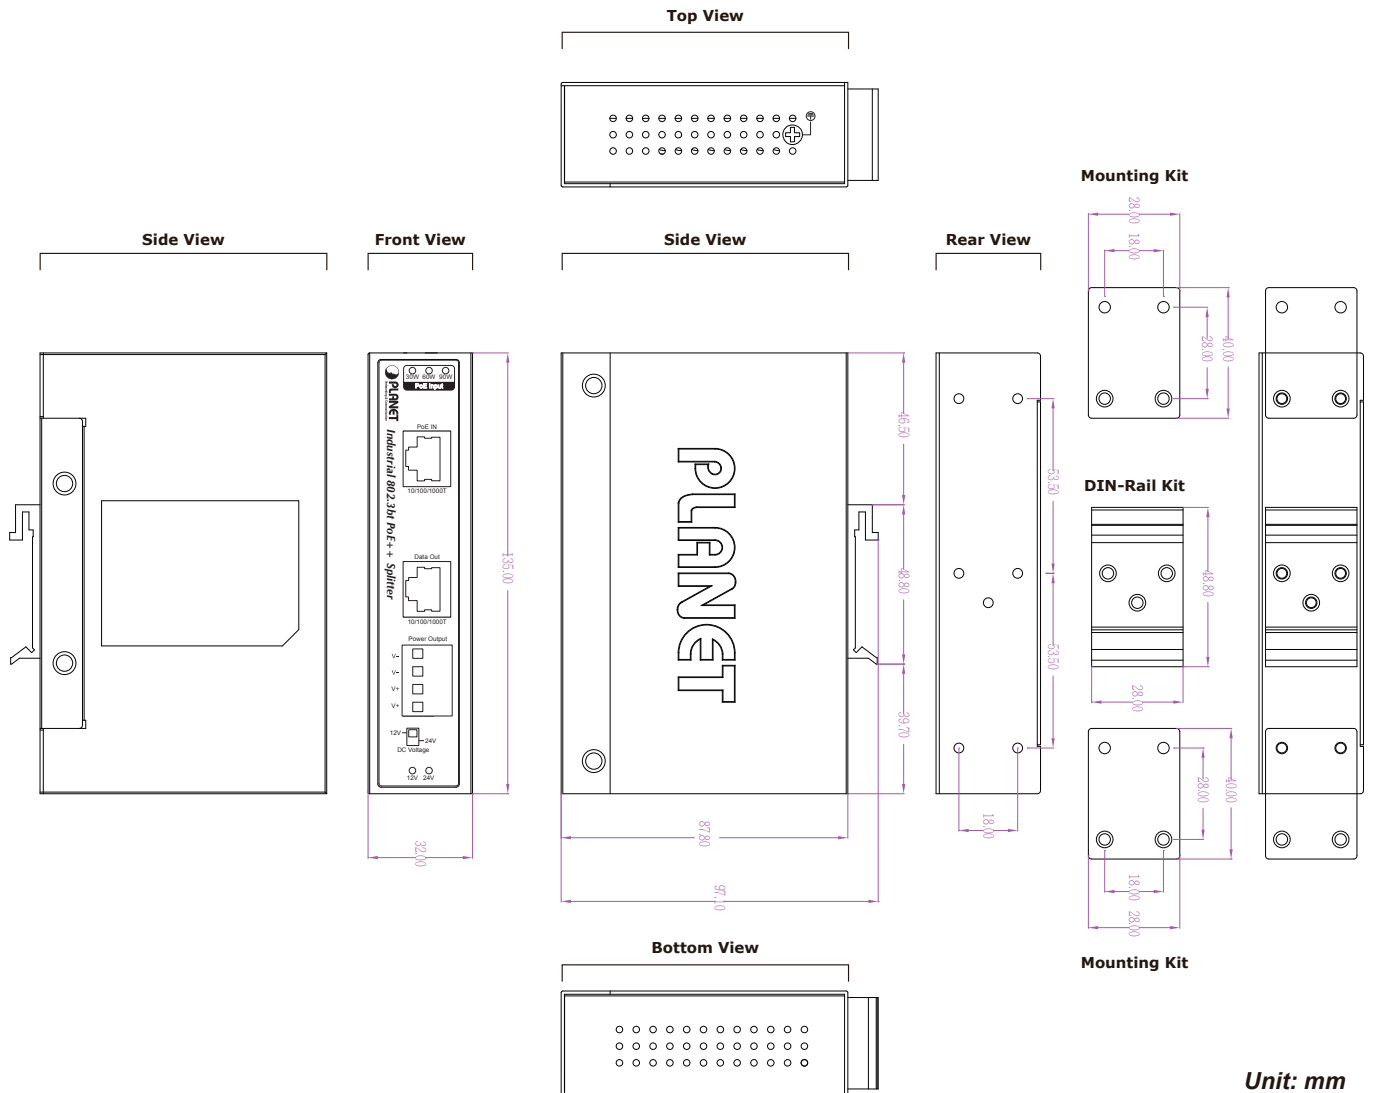 Top View
Mounting Kit
28.00
18.00
28.00
40.00
Side View
Front View
Side View
Rear View
30W 60W 90W
PoE Input
PLANET
Industrial 802.3bt PoE++ Splitter
PoE IN
10/100/1000T
Data Out
10/100/1000T
Power Output
V-
V-
V+
V+
12V
24V
DC Voltage
12V 24V
135.00
32.00
PLANET
46.50
48.80
39.70
87.80
97.10
53.50
53.50
18.00
DIN-Rail Kit
48.80
28.00
28.00
40.00
18.00
28.00
Mounting Kit
Bottom View
Unit: mm